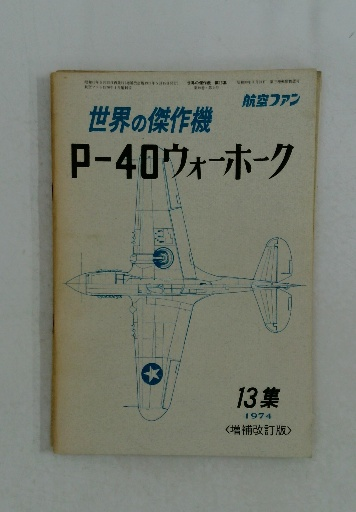 航空ファン
世界の傑作機
P-40ウォーホーク
13集
1974
〈増補改訂版〉